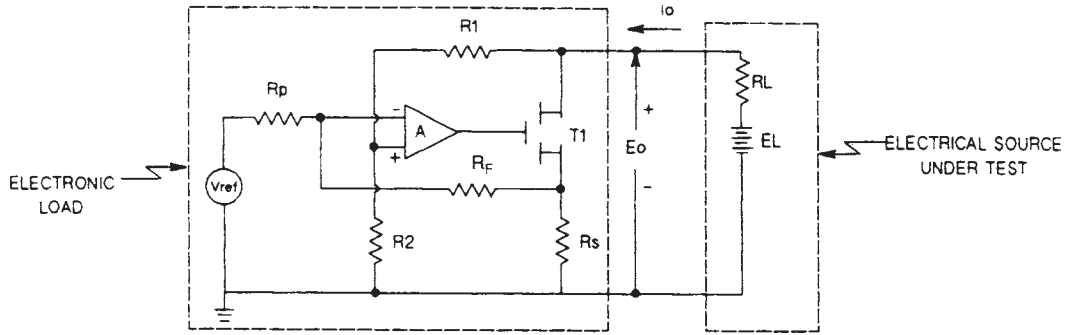 Io
R1
RL
Rp
-
A
+
T1
+
Eo
-
EL
ELECTRICAL SOURCE
UNDER TEST
RF
ELECTRONIC
LOAD
Vref
R2
Rs